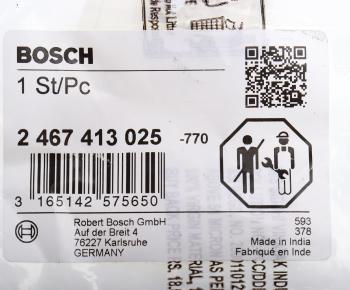 BOSCH
1 St/Pc
2 467 413 025 -770
3 165142 575650
Robert Bosch GmbH
Auf der Breit 4
76227 Karlsruhe
GERMANY
593
378
Made in India
Fabriqué en Inde